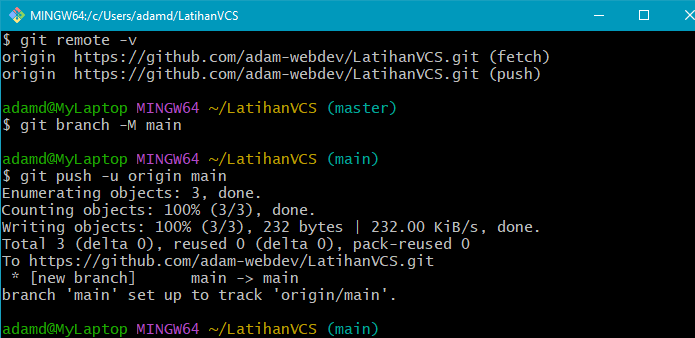 MINGW64:/c/Users/adamd/LatihanVCS
$ git remote -v
origin  https://github.com/adam-webdev/LatihanVCS.git (fetch)
origin  https://github.com/adam-webdev/LatihanVCS.git (push)
adamd@MyLaptop MINGW64 ~/LatihanVCS (master)
$ git branch -M main
adamd@MyLaptop MINGW64 ~/LatihanVCS (main)
$ git push -u origin main
Enumerating objects: 3, done.
Counting objects: 100% (3/3), done.
Writing objects: 100% (3/3), 232 bytes | 232.00 KiB/s, done.
Total 3 (delta 0), reused 0 (delta 0), pack-reused 0
To https://github.com/adam-webdev/LatihanVCS.git
 * [new branch]      main -> main
branch 'main' set up to track 'origin/main'.
adamd@MyLaptop MINGW64 ~/LatihanVCS (main)